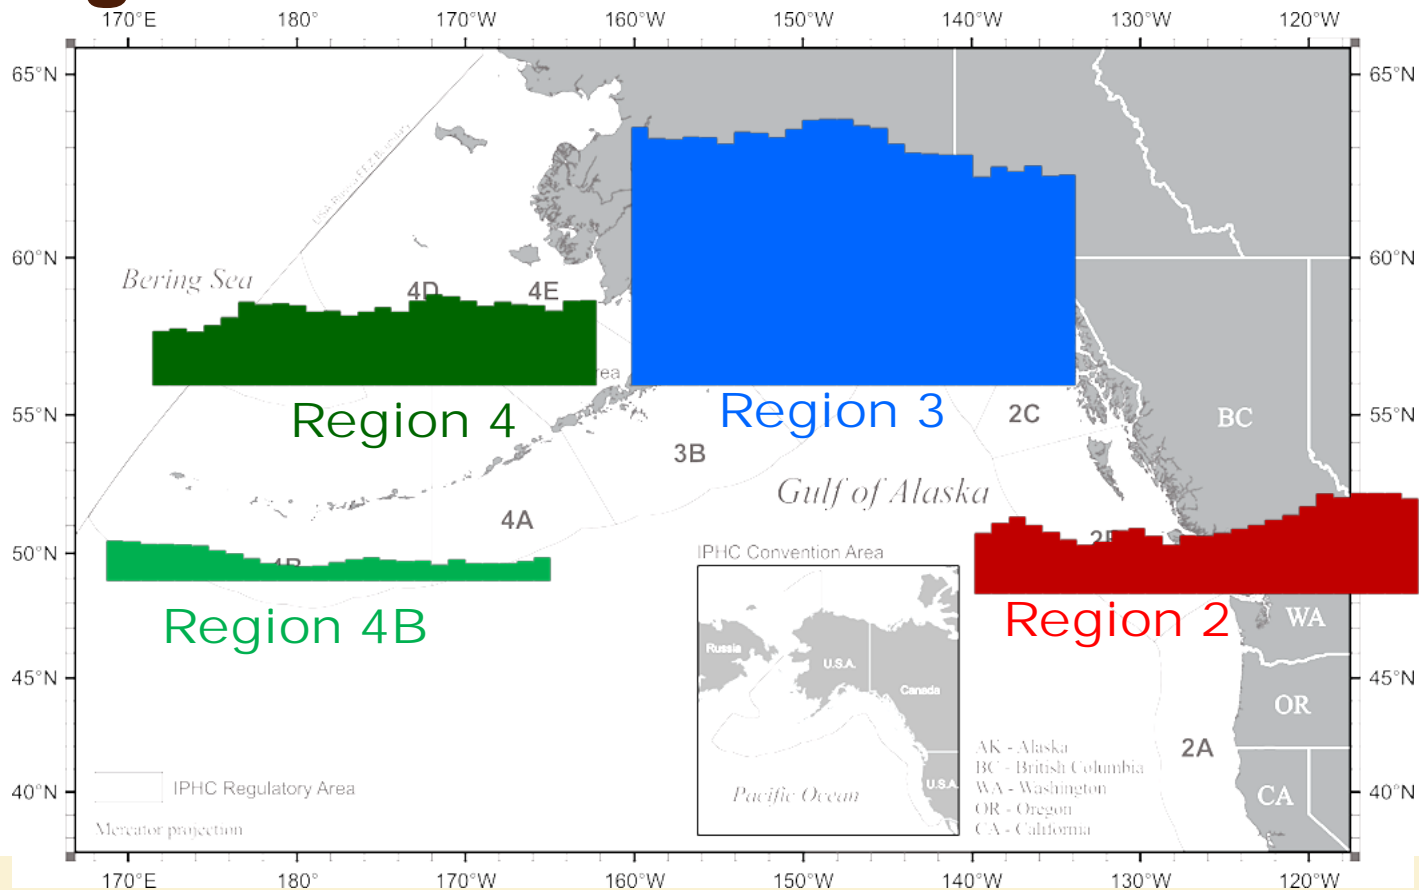 170°E 180° 170°W 160°W 150°W 140°W 130°W 120°W
65°N 65°N
60°N 60°N
Bering Sea
4D 4E
Region 4
Region 3
2C
55°N 55°N
BC
3B
Gulf of Alaska
4A
50°N
IPHC Convention Area
Region 4B
Region 2
WA
Russia
U.S.A.
Canada
45°N 45°N
OR
2A
U.S.A.
AK - Alaska
BC - British Columbia
WA - Washington
OR - Oregon
CA - California
IPHC Regulatory Area
40°N 40°N
Pacific Ocean
CA
Mercator projection
170°E 180° 170°W 160°W 150°W 140°W 130°W 120°W